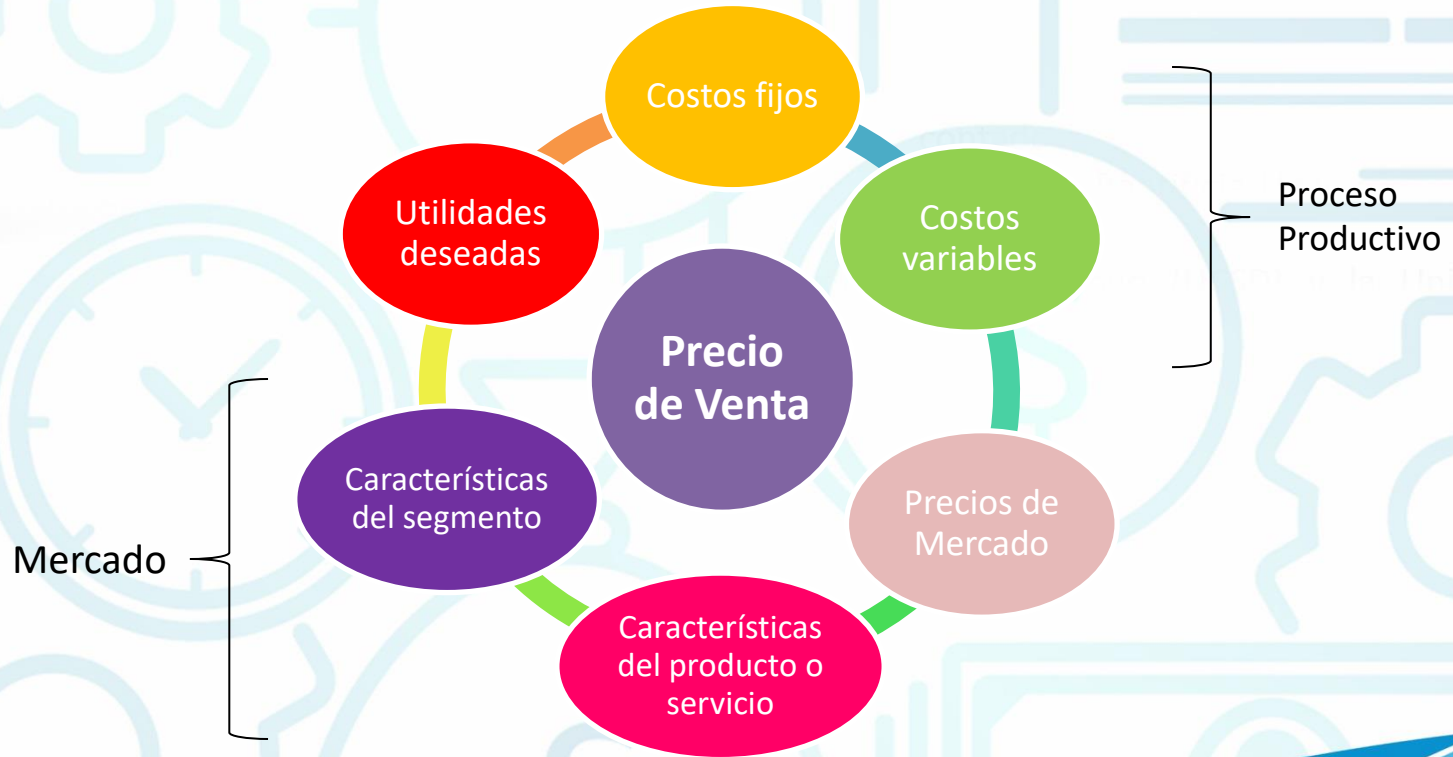 Costos fijos
Utilidades
deseadas
Costos
variables
Proceso
Productivo
Precio
de Venta
Características
del segmento
Precios de
Mercado
Mercado
Características
del producto o
servicio